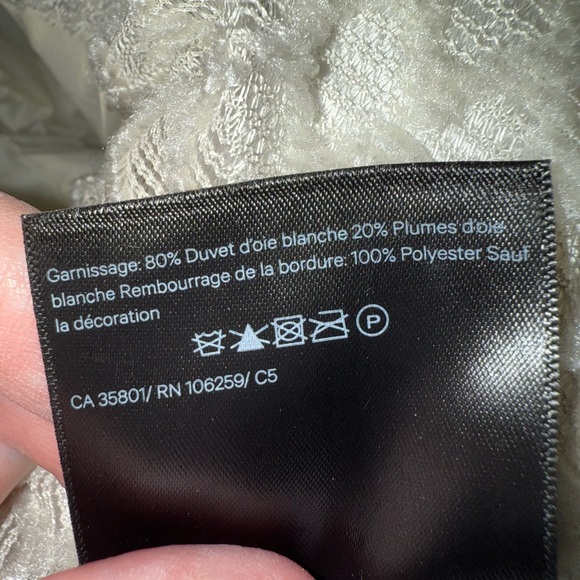 Garnissage: 80% Duvet d'oie blanche 20% Plumes d'oie
blanche Rembourrage de la bordure: 100% Polyester Sauf
la décoration
P
CA 35801/ RN 106259/ C5